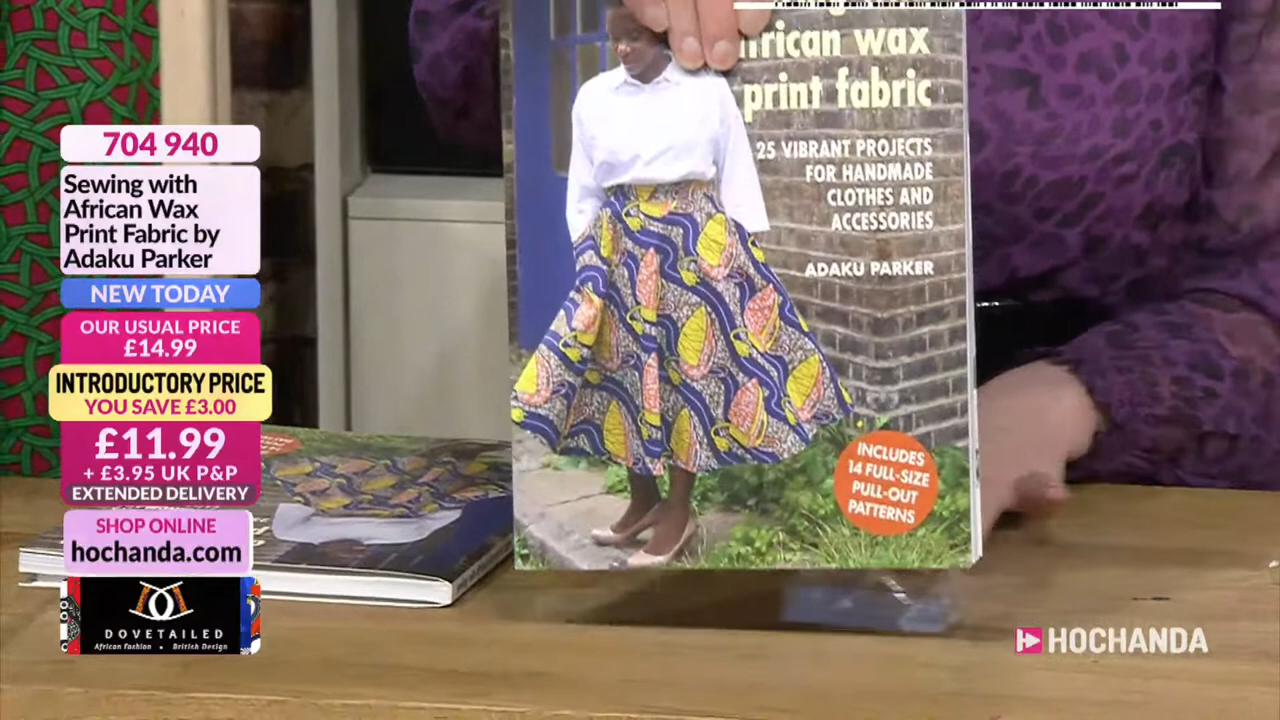 704 940
Sewing with
African Wax
Print Fabric by
Adaku Parker
NEW TODAY
OUR USUAL PRICE
£14.99
INTRODUCTORY PRICE
YOU SAVE £3.00
£11.99
+ £3.95 UK P&P
EXTENDED DELIVERY
SHOP ONLINE
hochanda.com
DOVETAILED
African Fashion • British Design
african wax
print fabric
25 VIBRANT PROJECTS
FOR HANDMADE
CLOTHES AND
ACCESSORIES
ADAKU PARKER
INCLUDES
14 FULL-SIZE
PULL-OUT
PATTERNS
HOCHANDA